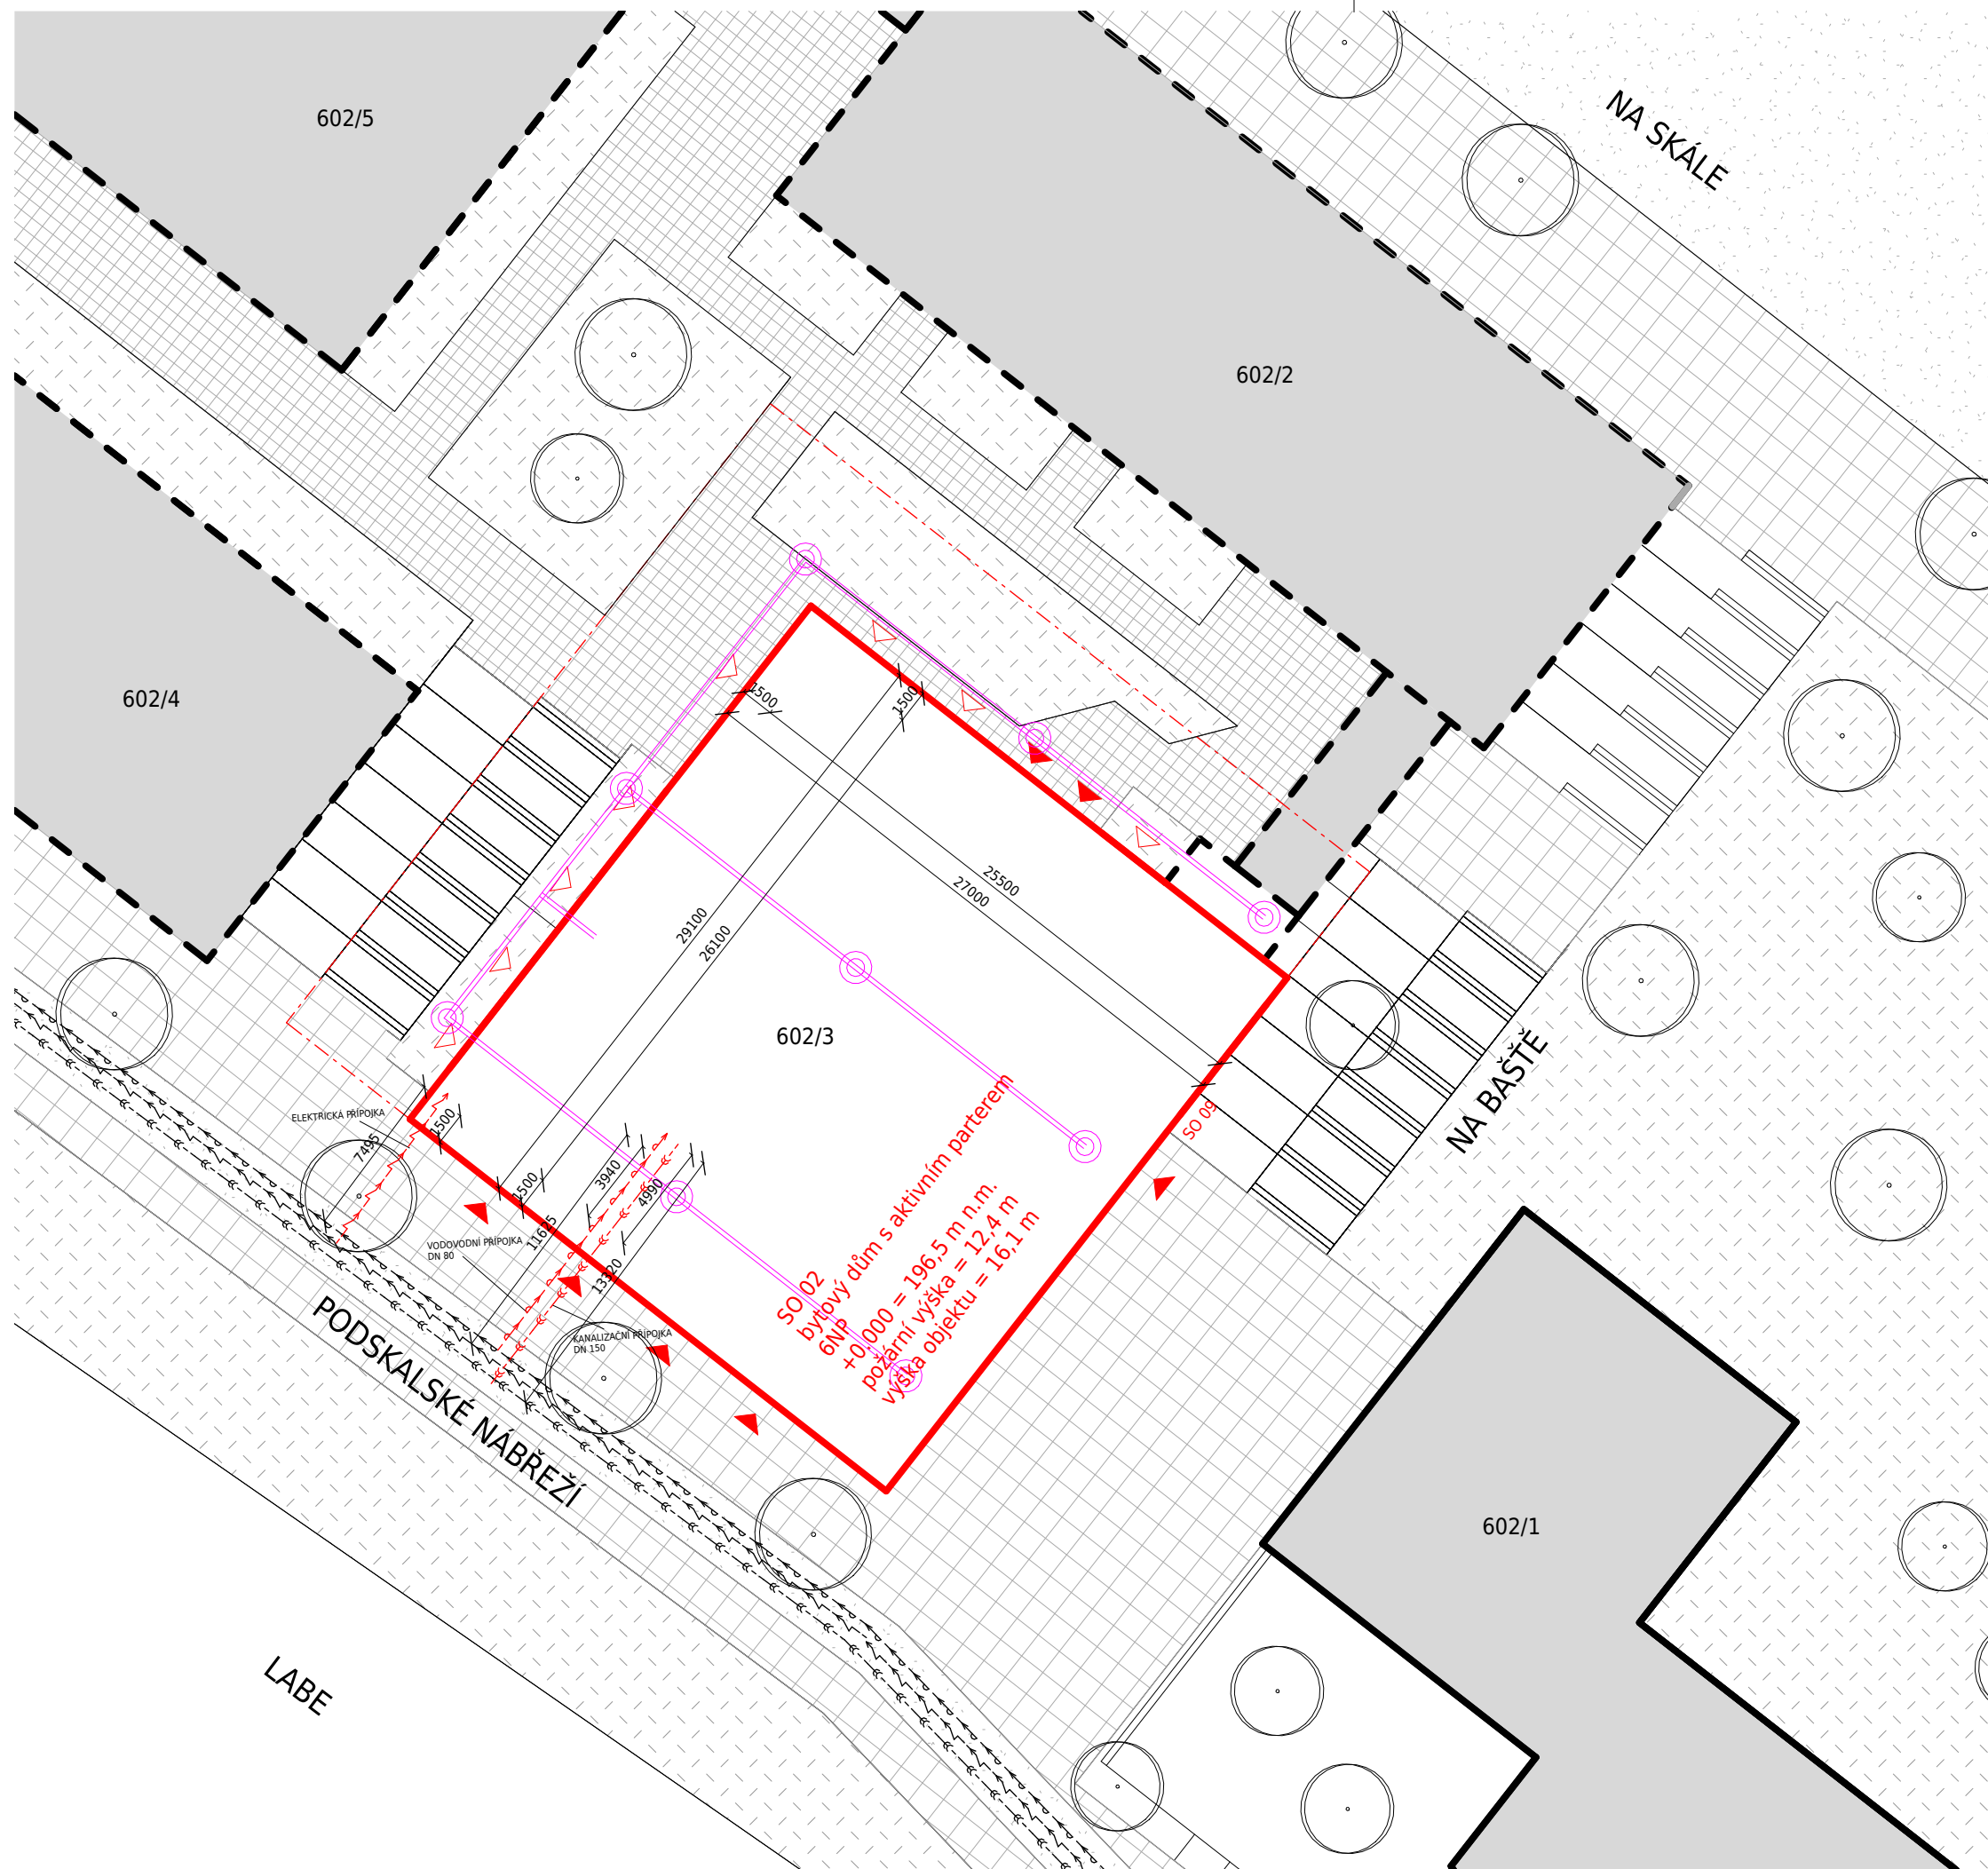 602/5
NA SKÁLE
602/2
602/4
1500
1500
25500
27000
29100
26100
602/3
NA BAŠTĚ
SO 09
ELEKTRICKÁ PŘÍPOJKA
7495
1500
3940
4990
1500
VODOVODNÍ PŘÍPOJKA
DN 80
13320
KANALIZAČNÍ PŘÍPOJKA
DN 150
SO 02
bytový dům s aktivním parterem
6NP
+0,000 = 196,5 m n.m.
požární výška = 12,4 m
výška objektu = 16,1 m
PODSKALSKÉ NÁBŘEŽÍ
602/1
LABE